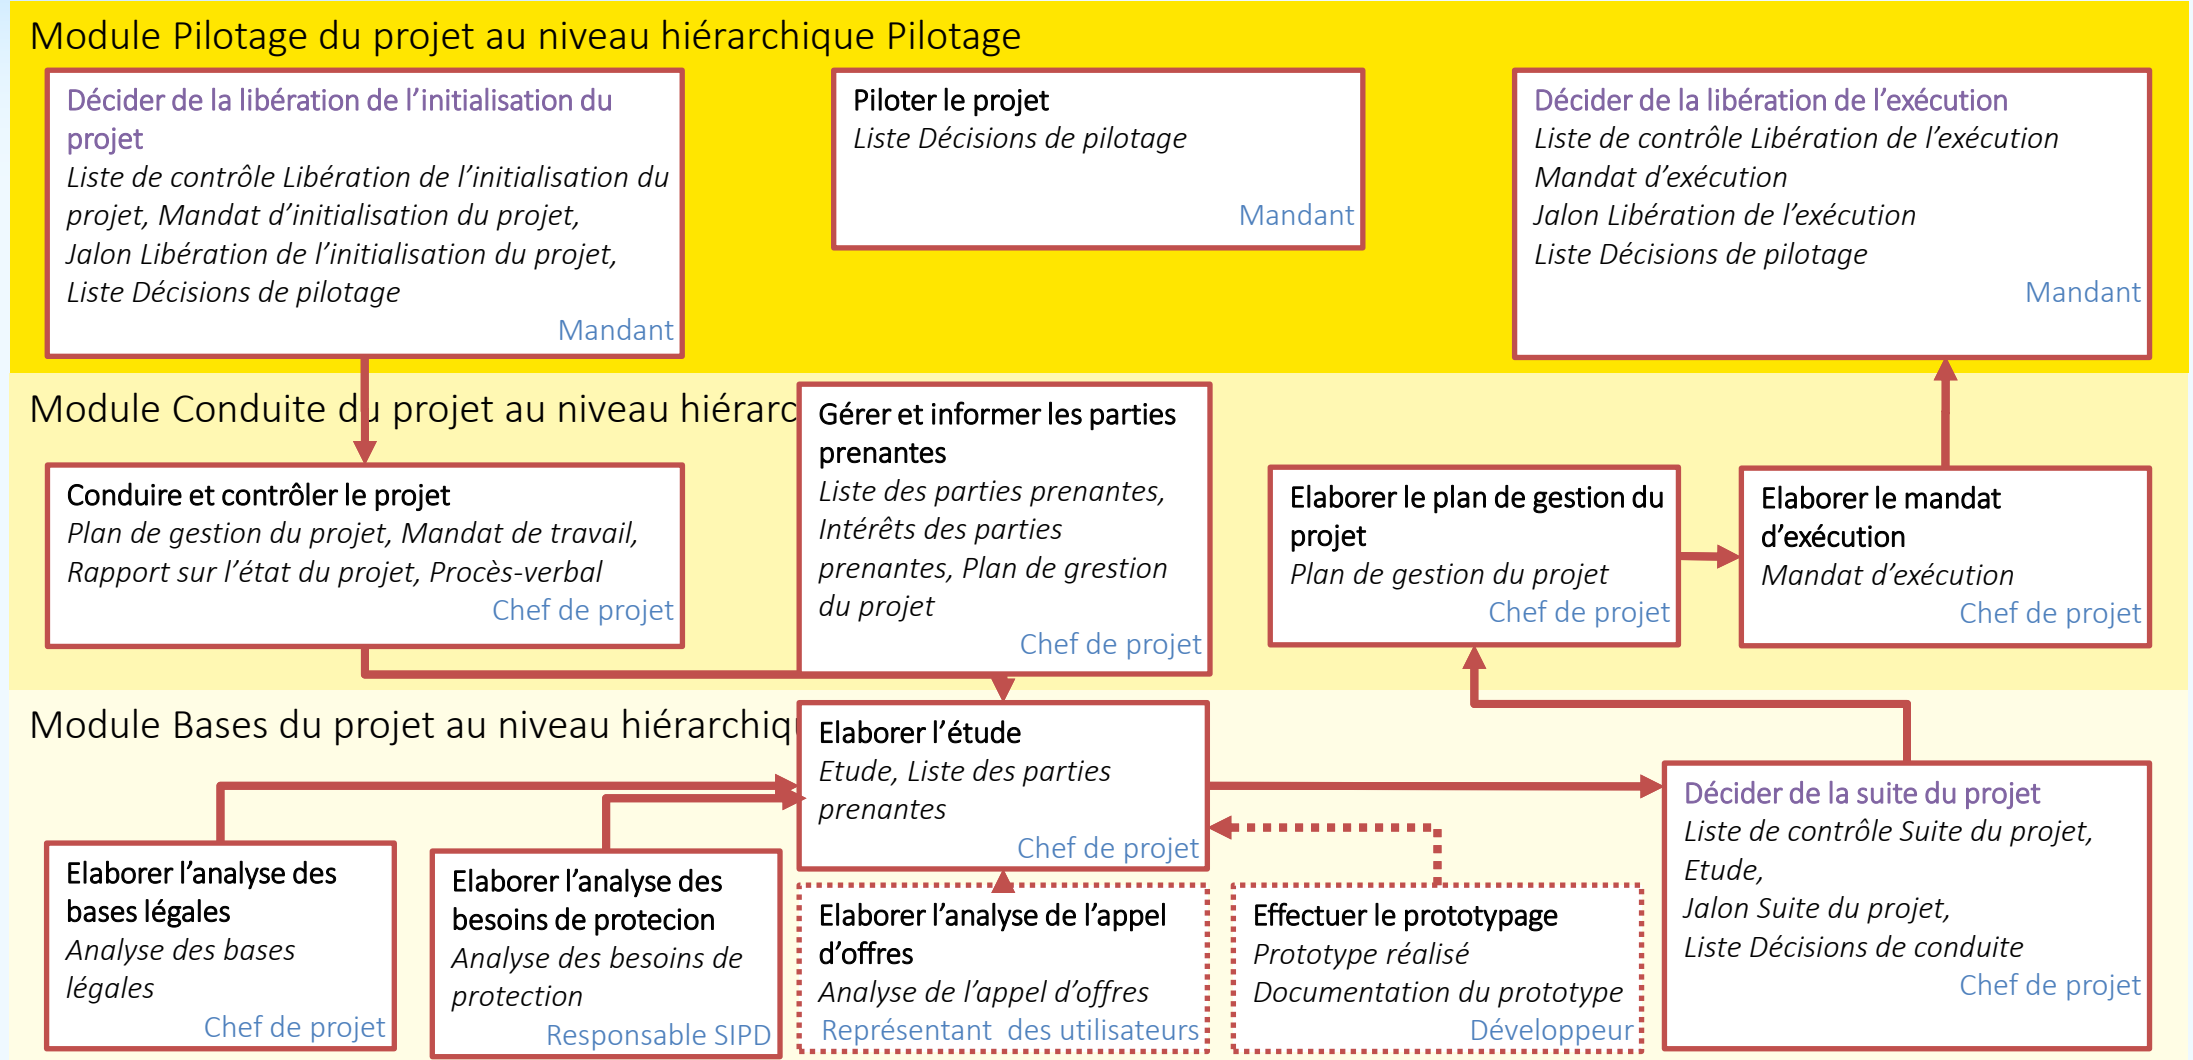 Module Pilotage du projet au niveau hiérarchique Pilotage
Décider de la libération de l’initialisation du
projet
Liste de contrôle Libération de l’initialisation du
projet, Mandat d’initialisation du projet,
Jalon Libération de l’initialisation du projet,
Liste Décisions de pilotage
Mandant
Piloter le projet
Liste Décisions de pilotage
Mandant
Décider de la libération de l’exécution
Liste de contrôle Libération de l’exécution
Mandat d’exécution
Jalon Libération de l’exécution
Liste Décisions de pilotage
Mandant
Module Conduite du projet au niveau
Conduire et contrôler le projet
Plan de gestion du projet, Mandat de travail,
Rapport sur l’état du projet, Procès-verbal
Chef de projet
Gérer et informer les parties
prenantes
Liste des parties prenantes,
Intérêts des parties
prenantes, Plan de grestion
du projet
Chef de projet
Elaborer le plan de gestion du
projet
Plan de gestion du projet
Chef de projet
Elaborer le mandat
d’exécution
Mandat d’exécution
Chef de projet
Module Bases du projet au niveau
Elaborer l’étude
Etude, Liste des parties
prenantes
Chef de projet
Elaborer l’analyse des
bases légales
Analyse des bases
légales
Chef de projet
Elaborer l’analyse des
besoins de protecion
Analyse des besoins de
protection
Responsable SIPD
Elaborer l’analyse de l’appel
d’offres
Analyse de l’appel d’offres
Représentant des utilisateurs
Effectuer le prototypage
Prototype réalisé
Documentation du prototype
Développeur
Décider de la suite du projet
Liste de contrôle Suite du projet,
Etude,
Jalon Suite du projet,
Liste Décisions de conduite
Chef de projet